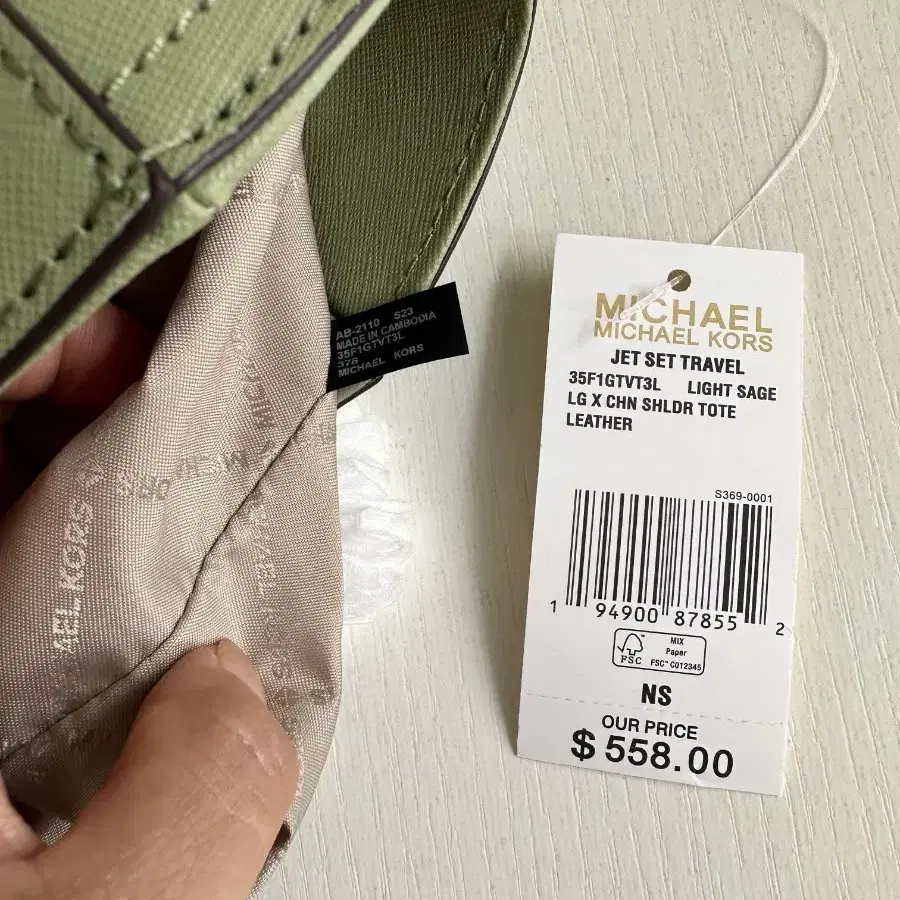 AB-2110 S23
MADE IN CAMBODIA
35F1GTVT3L
378
MICHAEL KORS
AEL KORS
MICHAEL
MICHAEL KORS
JET SET TRAVEL
35F1GTVT3L LIGHT SAGE
LG X CHN SHLDR TOTE
LEATHER
S369-0001
1 94900 87855 2
FSC
MIX
Paper
FSC™ C012345
NS
OUR PRICE
$558.00